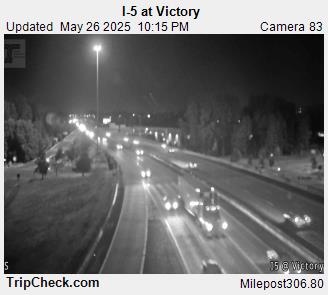 I-5 at Victory
Updated May 26 2025 10:15 PM Camera 83
S I5 @ Victory
TripCheck.com Milepost306.80